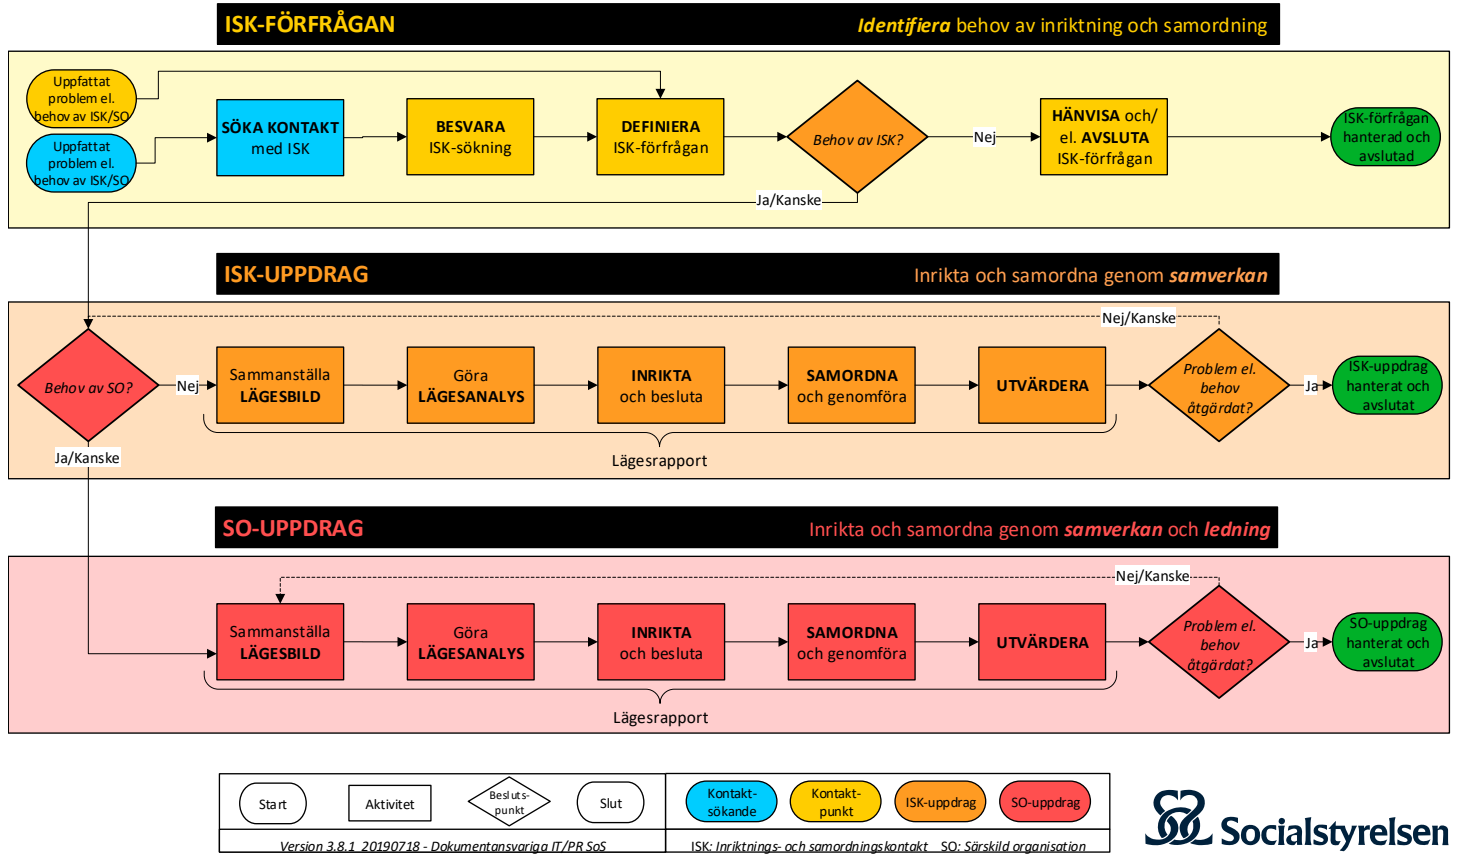 ISK-FÖRFRÅGAN
Identifiera behov av inriktning och samordning
Uppfattat
problem el.
behov av ISK/SO
Uppfattat
problem el.
behov av ISK/SO
SÖKA KONTAKT
med ISK
BESVARA
ISK-sökning
DEFINIERA
ISK-förfrågan
Behov av ISK?
Nej
HÄNVISA och/
el. AVSLUTA
ISK-förfrågan
ISK-förfrågan
hanterad och
avslutad
Ja/Kanske
ISK-UPPDRAG
Inrikta och samordna genom samverkan
Nej/Kanske
Behov av SO?
Nej
Sammanställa
LÄGESBILD
Göra
LÄGESANALYS
INRIKTA
och besluta
SAMORDNA
och genomföra
UTVÄRDERA
Problem el.
behov
åtgärdat?
Ja
ISK-uppdrag
hanterat och
avslutat
Ja/Kanske
Lägesrapport
SO-UPPDRAG
Inrikta och samordna genom samverkan och ledning
Nej/Kanske
Sammanställa
LÄGESBILD
Göra
LÄGESANALYS
INRIKTA
och besluta
SAMORDNA
och genomföra
UTVÄRDERA
Problem el.
behov
åtgärdat?
Ja
SO-uppdrag
hanterat och
avslutat
Lägesrapport
Start
Aktivitet
Besluts-
punkt
Slut
Kontakt-
sökande
Kontakt-
punkt
ISK-uppdrag
SO-uppdrag
Version 3.8.1 20190718 - Dokumentansvariga IT/PR SoS
ISK: Inriktnings- och samordningskontakt SO: Särskild organisation
Socialstyrelsen